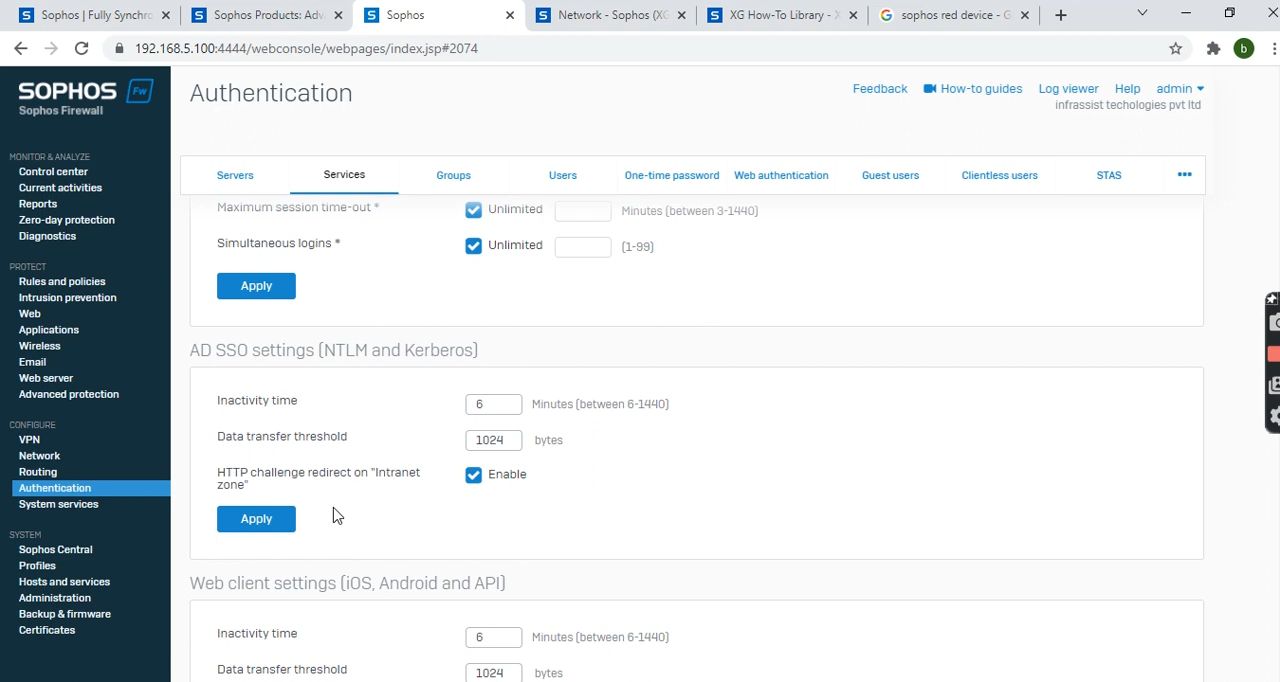 Sophos | Fully Synchro
Sophos Products: Adv
Sophos
Network - Sophos (XG
XG How-To Library - X
sophos red device - G
192.168.5.100:4444/webconsole/webpages/index.jsp#2074
b
SOPHOS Fw
Sophos Firewall
MONITOR & ANALYZE
Control center
Current activities
Reports
Zero-day protection
Diagnostics
PROTECT
Rules and policies
Intrusion prevention
Web
Applications
Wireless
Email
Web server
Advanced protection
CONFIGURE
VPN
Network
Routing
Authentication
System services
SYSTEM
Sophos Central
Profiles
Hosts and services
Administration
Backup & firmware
Certificates
Authentication
Feedback How-to guides Log viewer Help admin
infrassist techologies pvt ltd
Servers Services Groups Users One-time password Web authentication Guest users Clientless users STAS •••
Maximum session time-out * Unlimited Minutes (between 3-1440)
Simultaneous logins * Unlimited (1-99)
Apply
AD SSO settings (NTLM and Kerberos)
Inactivity time 6 Minutes (between 6-1440)
Data transfer threshold 1024 bytes
HTTP challenge redirect on "Intranet
zone" Enable
Apply
Web client settings (iOS, Android and API)
Inactivity time 6 Minutes (between 6-1440)
Data transfer threshold 1024 bytes